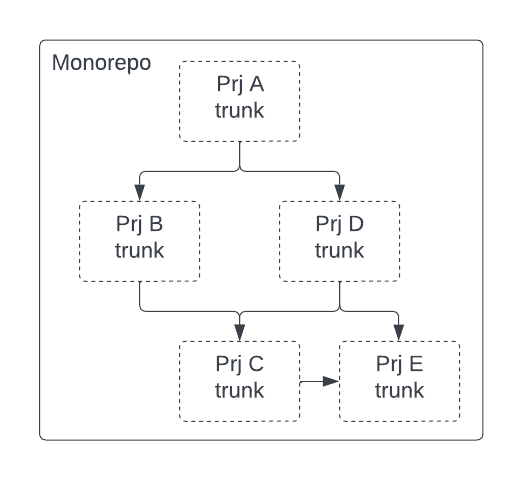 Monorepo
Prj A
trunk
Prj B
trunk
Prj D
trunk
Prj C
trunk
Prj E
trunk